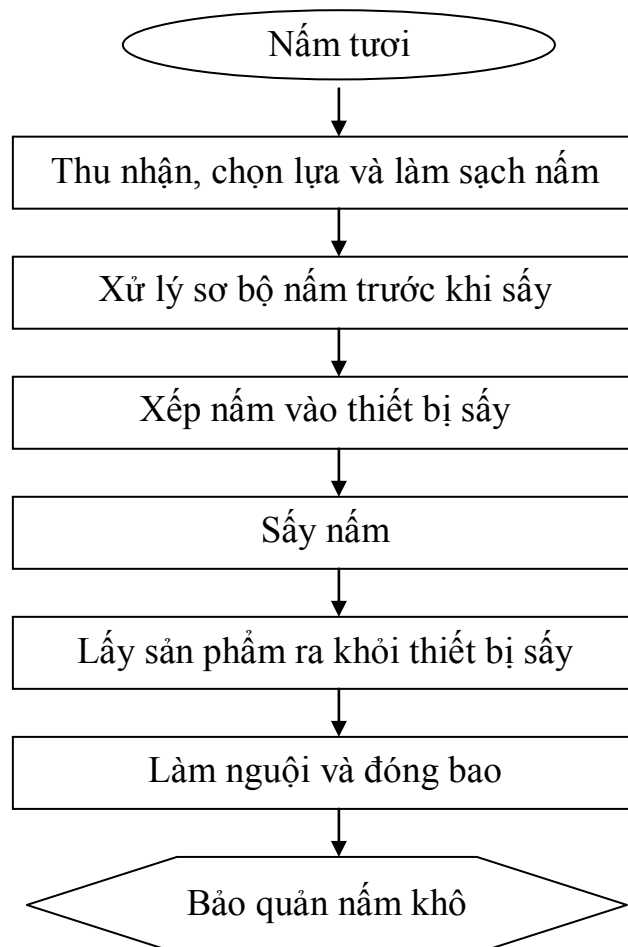 Nấm tươi
Thu nhận, chọn lựa và làm sạch nấm
Xử lý sơ bộ nấm trước khi sấy
Xếp nấm vào thiết bị sấy
Sấy nấm
Lấy sản phẩm ra khỏi thiết bị sấy
Làm nguội và đóng bao
Bảo quản nấm khô